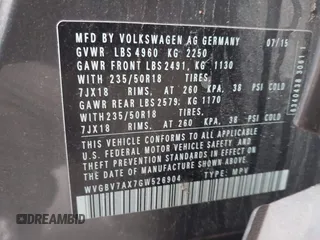 MFD BY VOLKSWAGEN AG GERMANY 07/15
GVWR LBS 4960 KG 2250
GAWR FRONT LBS 2491, KG 1130
WITH 235/50R18 TIRES,
7JX18 RIMS, AT 260 KPA, 38 PSI COLD
GAWR REAR LBS 2579; KG 1170
WITH 235/50R18 TIRES,
7JX18 RIMS, AT 260 KPA, 38 PSI COLD
THIS VEHICLE CONFORMS TO ALL APPLICABLE
FEDERAL MOTOR VEHICLE SAFETY AND
THEFT PREVENTION STANDARDS IN EFFECT ON
THE DATE OF MANUFACTURE SHOWN ABOVE.
WVGBV7AX7GW526904 TYPE: MPV
DREAMBID